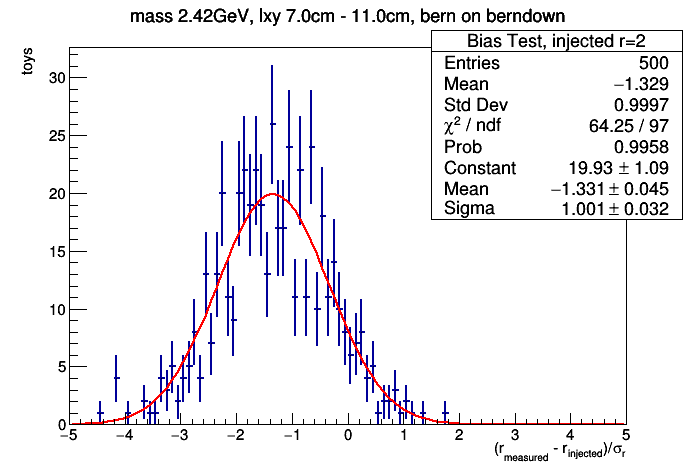 mass 2.42GeV, lxy 7.0cm - 11.0cm, bern on berndown
Bias Test, injected r=2
Entries 500
Mean −1.329
Std Dev 0.9997
χ² / ndf 64.25 / 97
Prob 0.9958
Constant 19.93 ± 1.09
Mean −1.331 ± 0.045
Sigma 1.001 ± 0.032
toys
30
25
20
15
10
5
0
−5 −4 −3 −2 −1 0 1 2 3 4 5
(r_measured - r_injected)/σ_r